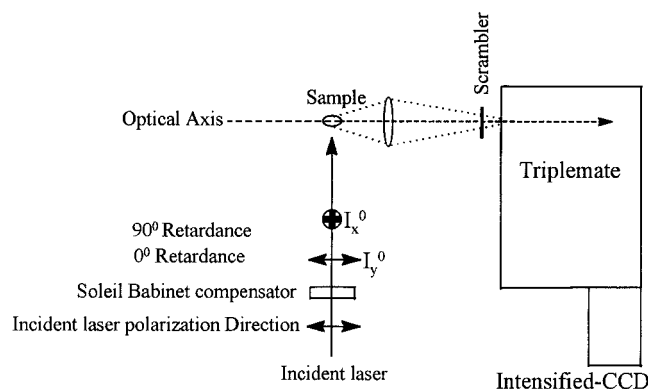 Scrambler
Sample
Optical Axis
Triplemate
90⁰ Retardance
Iₓ⁰
0⁰ Retardance
I_y⁰
Soleil Babinet compensator
Incident laser polarization Direction
Incident laser
Intensified-CCD